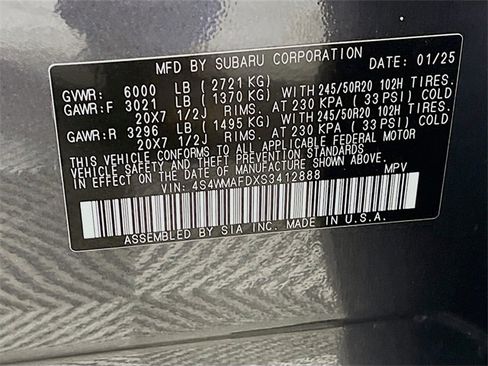 MFD BY SUBARU CORPORATION DATE: 01/25
GVWR: 6000 LB (2721 KG)
GAWR:F 3021 LB (1370 KG) WITH 245/50R20 102H TIRES.
20X7 1/2J RIMS. AT 230 KPA (33 PSI) COLD
GAWR:R 3296 LB (1495 KG) WITH 245/50R20 102H TIRES.
20X7 1/2J RIMS. AT 230 KPA (33 PSI) COLD
THIS VEHICLE CONFORMS TO ALL APPLICABLE FEDERAL MOTOR
VEHICLE SAFETY, BUMPER, AND THEFT PREVENTION STANDARDS
IN EFFECT ON THE DATE OF MANUFACTURE SHOWN ABOVE.
VIN: 4S4WMAFDXS3412888 MPV
ASSEMBLED BY SIA INC. MADE IN U.S.A.